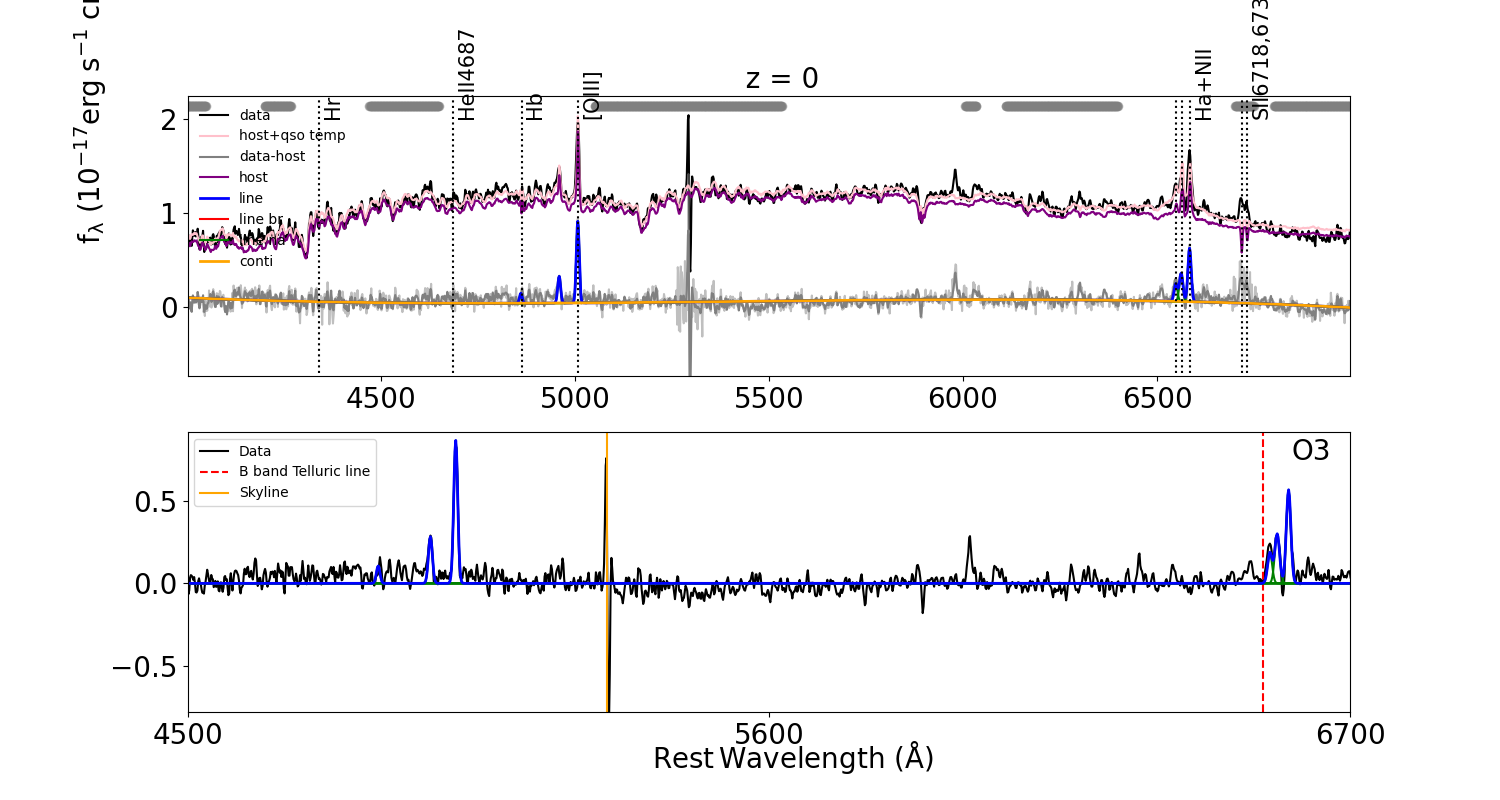 z = 0
f_λ (10^−17 erg s^−1
Hr
HeII4687
Hb
[OIII]
Ha+NII
SII6718,673
data
host+qso temp
data-host
host
line
line br
conti
2
1
0
4500
5000
5500
6000
6500
Data
B band Telluric line
Skyline
O3
0.5
0.0
−0.5
4500
5600
6700
Rest Wavelength (Å)